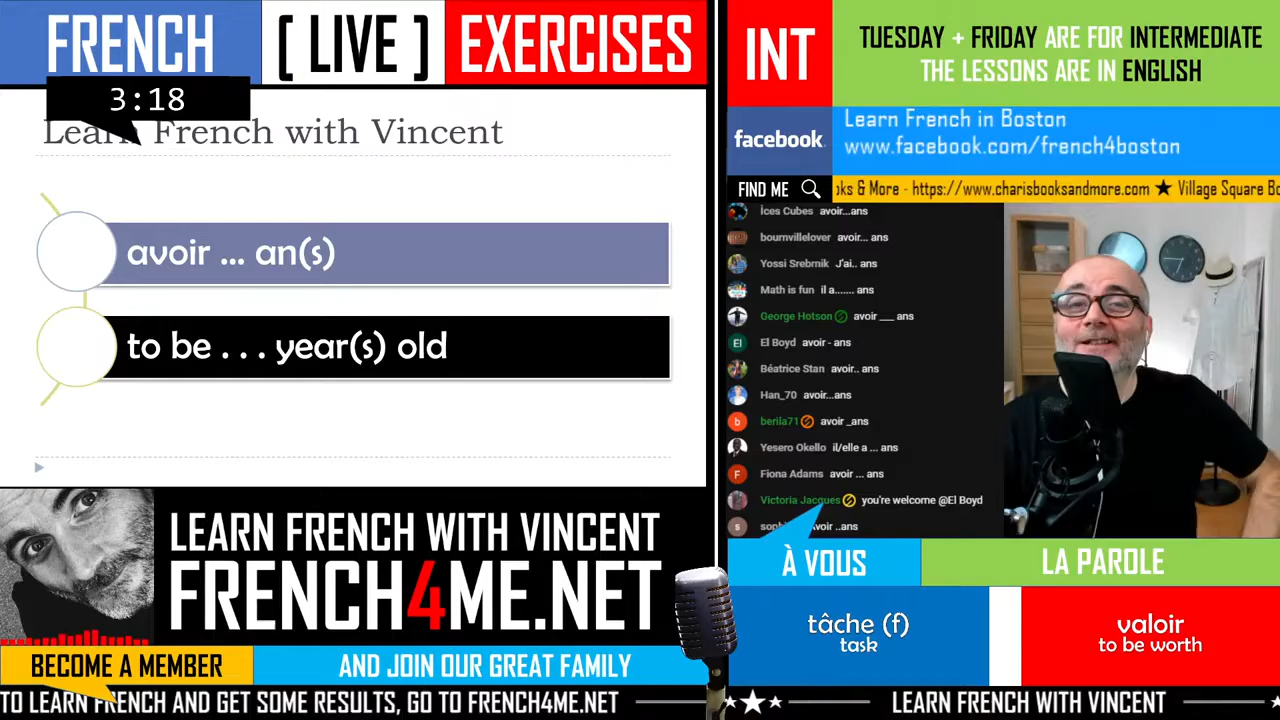 FRENCH
[ LIVE ]
EXERCISES
3:18
Learn French with Vincent
avoir ... an(s)
to be . . . year(s) old
LEARN FRENCH WITH VINCENT
FRENCH4ME.NET
BECOME A MEMBER
AND JOIN OUR GREAT FAMILY
TO LEARN FRENCH AND GET SOME RESULTS, GO TO FRENCH4ME.NET
INT
TUESDAY + FRIDAY ARE FOR INTERMEDIATE
THE LESSONS ARE IN ENGLISH
facebook.
Learn French in Boston
www.facebook.com/french4boston
FIND ME
ks & More - https://www.charisbooksandmore.com ★ Village Square Bo
İces Cubes avoir...ans
bournvillelover avoir... ans
Yossi Srebrnik J'ai.. ans
Math is fun il a....... ans
George Hotson avoir ___ ans
El Boyd avoir - ans
Béatrice Stan avoir.. ans
Han_70 avoir...ans
berila71 avoir _ans
Yesero Okello il/elle a ... ans
Fiona Adams avoir ... ans
Victoria Jacques you're welcome @El Boyd
avoir ..ans
À VOUS
LA PAROLE
tâche (f)
task
valoir
to be worth
LEARN FRENCH WITH VINCENT